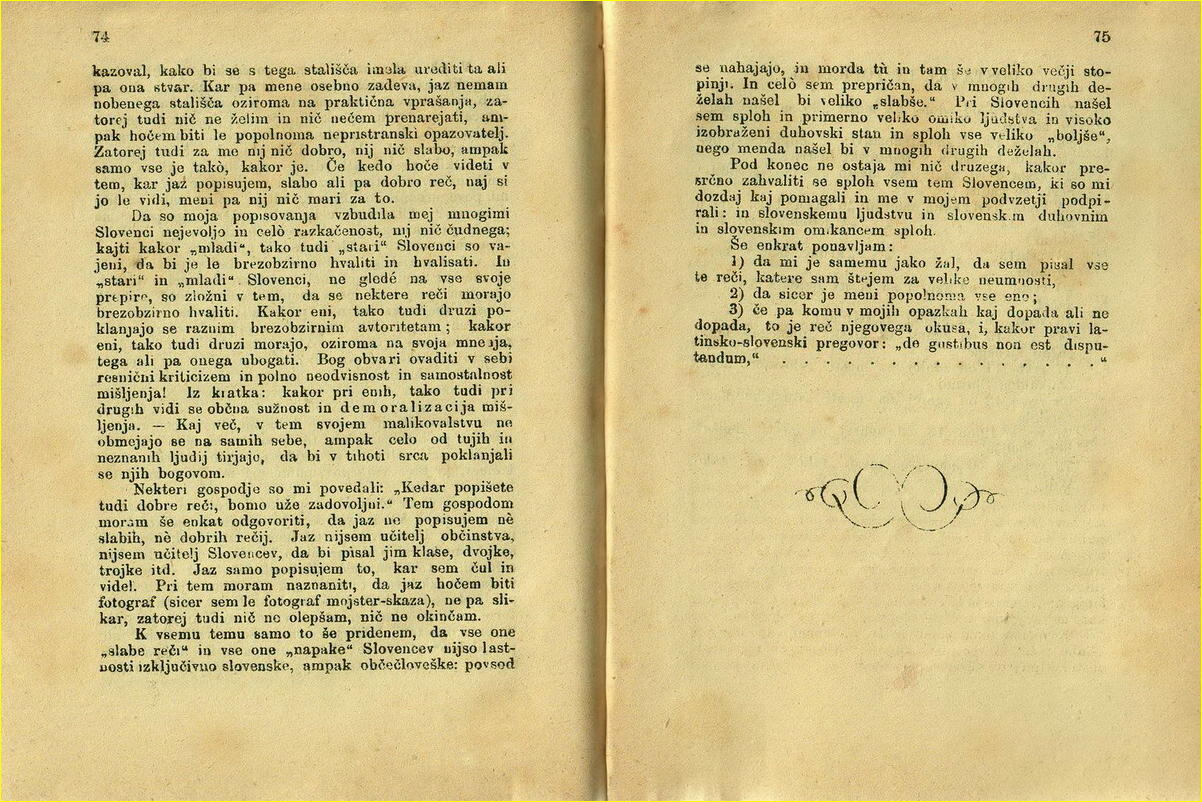 74
kazoval, kako bi se s tega stališča imela urediti ta ali
pa ona stvar. Kar pa mene osebno zadeva, jaz nemam
nobenega stališča oziroma na praktična vprašanja, za-
torej tudi nič ne želim in nič nečem prenarejati, am-
pak hočem biti le popolnoma nepristranski opazovatelj.
Zatorej tudi za me nij nič dobro, nij nič slabo, ampak
samo vse je takò, kakor je. Če kedo hoče videti v
tem, kar jaz popisujem, slabo ali pa dobro reč, naj si
jo le vidi, meni pa nij nič mari za to.
Da so moja popisovanja vzbudila mej mnogimi
Slovenci nejevoljo in celò razkačenost, nij nič čudnega;
kajti kakor „mladi“, tako tudi „stari“ Slovenci so va-
jeni, da bi je le brezobzirno hvaliti in hvalisati. In
„stari“ in „mladi“ Slovenci, ne gledé na vse svoje
prepire, so zložni v tem, da se nektere reči morajo
brezobzirno hvaliti. Kakor eni, tako tudi druzi po-
klanjajo se raznim brezobzirnim avtoritetam; kakor
eni, tako tudi druzi morajo, oziroma na svoja mnenja,
tega ali pa onega ubogati. Bog obvari ovaditi v sebi
resnični kriticizem in polno neodvisnost in samostalnost
mišljenja! Iz kratka: kakor pri enih, tako tudi pri
drugih vidi se občna sužnost in demoralizacija miš-
ljenja. — Kaj več, v tem svojem malikovalstvu ne
obmejajo se na samih sebe, ampak celo od tujih in
neznanih ljudij tirjajo, da bi v tihoti srca poklanjali
se njih bogovom.
Nekteri gospodje so mi povedali: „Kedar popišete
tudi dobre reči, bomo uže zadovoljni.“ Tem gospodom
moram še enkat odgovoriti, da jaz ne popisujem nè
slabih, nè dobrih rečij. Jaz nijsem učitelj občinstva,
nijsem učitelj Slovencev, da bi pisal jim klase, dvojke,
trojke itd. Jaz samo popisujem to, kar sem čul in
videl. Pri tem moram naznaniti, da jaz hočem biti
fotograf (sicer sem le fotograf mojster-skaza), ne pa sli-
kar, zatorej tudi nič ne olepšam, nič ne okinčam.
K vsemu temu samo to še pridenem, da vse one
„slabe reči“ in vse one „napake“ Slovencev nijso last-
nosti izključivno slovenske, ampak občečloveške: povsod
75
se nahajajo, in morda tù in tam še v veliko večji sto-
pinji. In celò sem prepričan, da v mnogih drugih de-
želah našel bi veliko „slabše.“ Pri Slovencih našel
sem sploh in primerno veliko omiko ljudstva in visoko
izobraženi duhovski stan in sploh vse veliko „boljše“,
nego menda našel bi v mnogih drugih deželah.
Pod konec ne ostaja mi nič druzega, kakor pre-
srčno zahvaliti se sploh vsem tem Slovencem, ki so mi
dozdaj kaj pomagali in me v mojem podvzetji podpi-
rali: in slovenskemu ljudstvu in slovenskim duhovnim
in slovenskim omikancem sploh.
Še enkrat ponavljam:
1) da mi je samemu jako žal, da sem pisal vse
te reči, katere sam štejem za velike neumnosti,
2) da sicer je meni popolnoma vse eno;
3) če pa komu v mojih opazkah kaj dopada ali ne
dopada, to je reč njegovega okusa, i, kakor pravi la-
tinsko-slovenski pregovor: „de gustibus non est dispu-
tandum,“ . . . . . . . . . . . . . . “